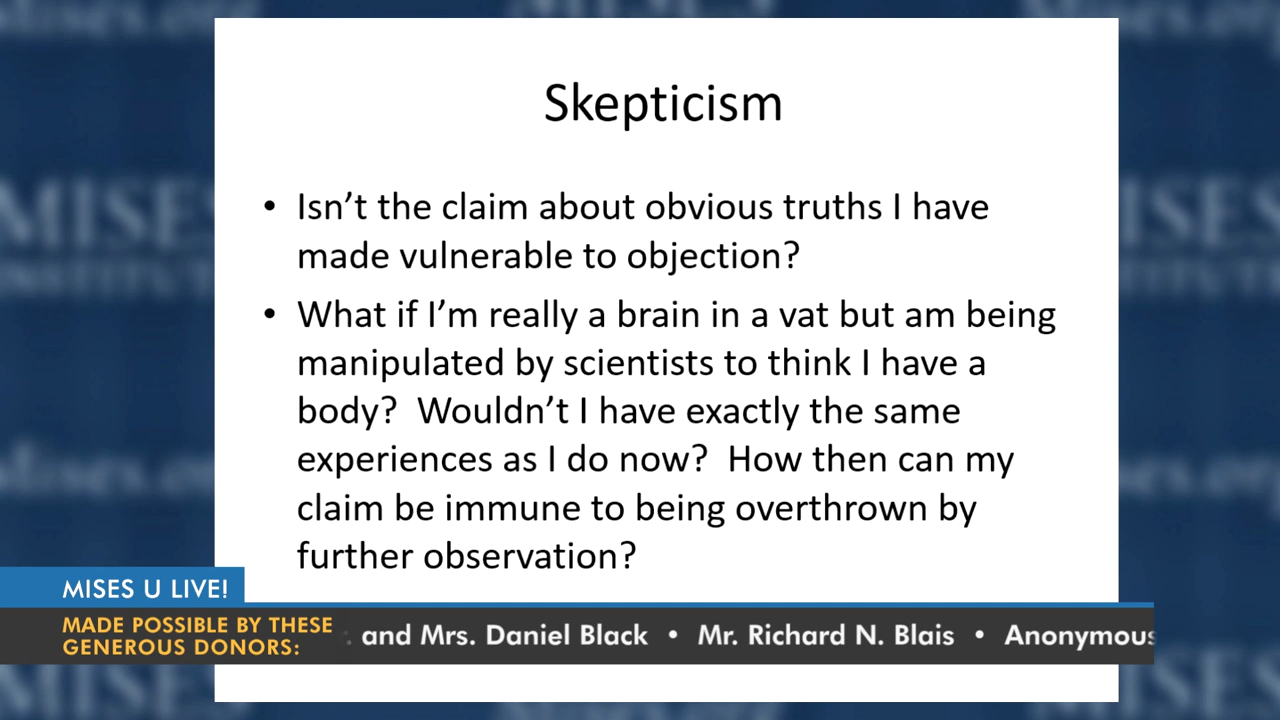 Mises.org
Skepticism
• Isn’t the claim about obvious truths I have
made vulnerable to objection?
• What if I’m really a brain in a vat but am being
manipulated by scientists to think I have a
body?  Wouldn’t I have exactly the same
experiences as I do now?  How then can my
claim be immune to being overthrown by
further observation?
MISES U LIVE!
MADE POSSIBLE BY THESE
GENEROUS DONORS:
and Mrs. Daniel Black • Mr. Richard N. Blais • Anonymous